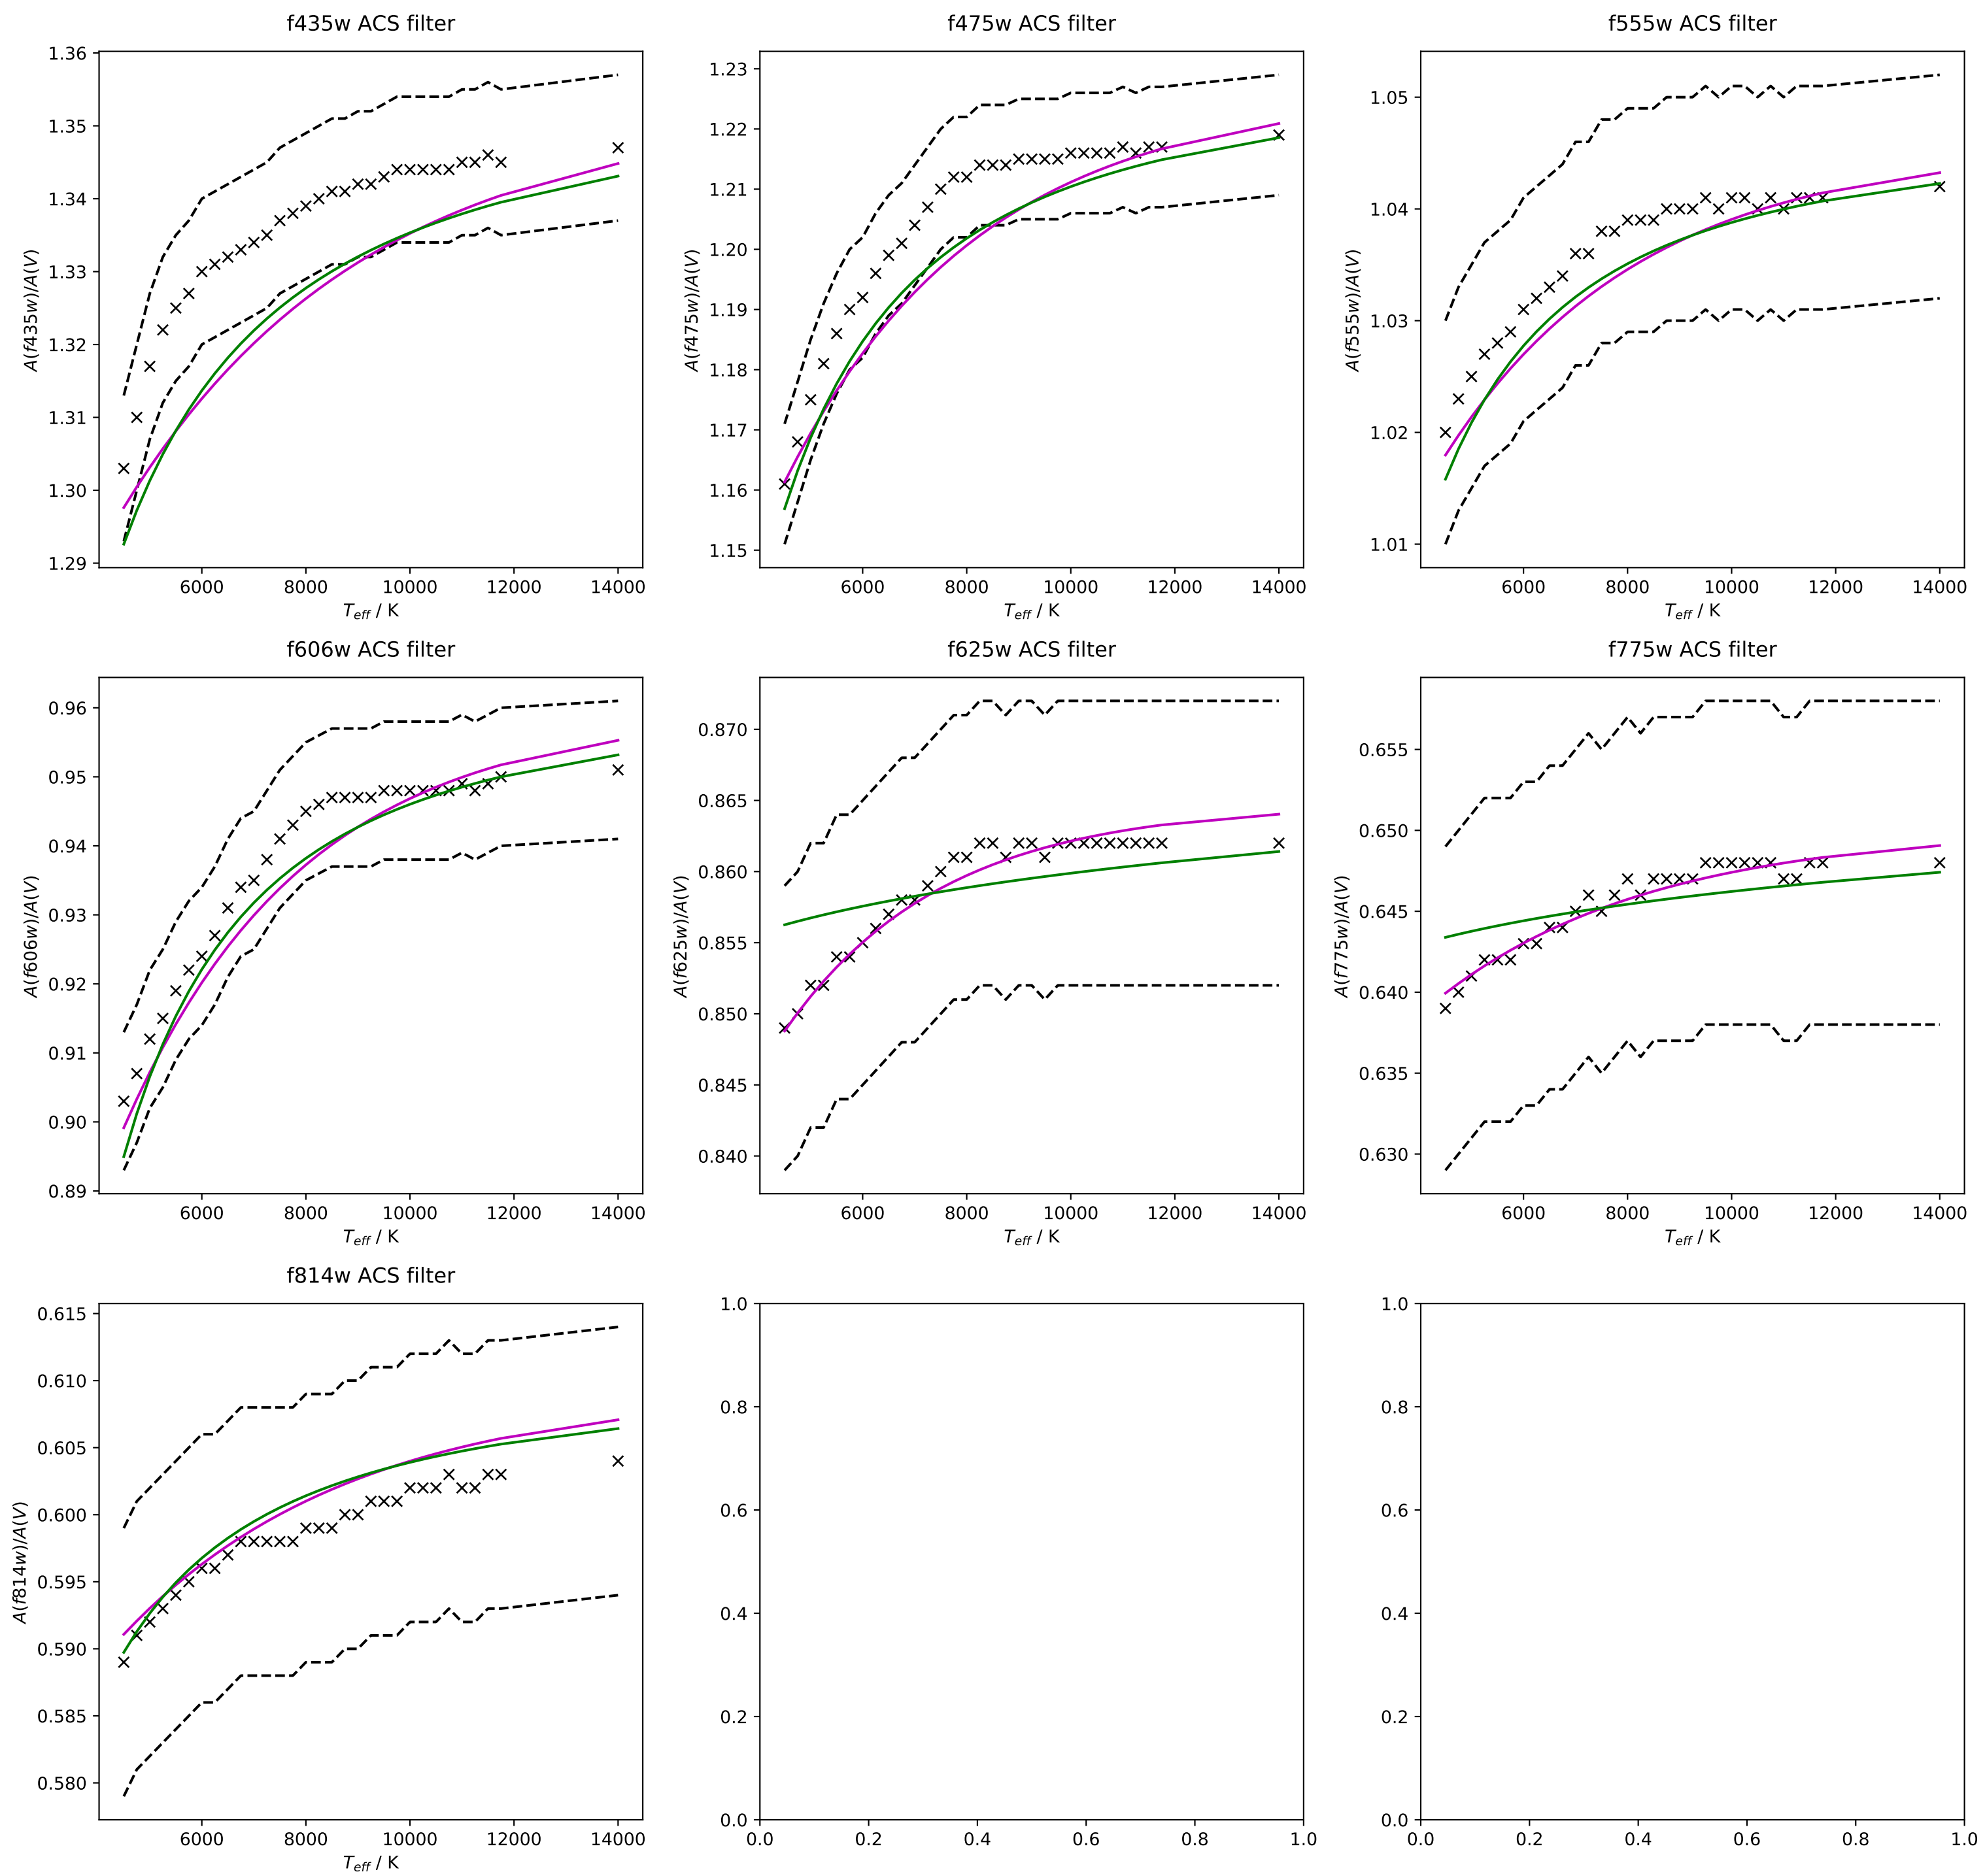 f435w ACS filter
1.36
1.35
1.34
1.33
1.32
1.31
1.30
1.29
A(f435w)/A(V)
6000 8000 10000 12000 14000
T_eff / K
f475w ACS filter
1.23
1.22
1.21
1.20
1.19
1.18
1.17
1.16
1.15
A(f475w)/A(V)
6000 8000 10000 12000 14000
T_eff / K
f555w ACS filter
1.05
1.04
1.03
1.02
1.01
A(f555w)/A(V)
6000 8000 10000 12000 14000
T_eff / K
f606w ACS filter
0.96
0.95
0.94
0.93
0.92
0.91
0.90
0.89
A(f606w)/A(V)
6000 8000 10000 12000 14000
T_eff / K
f625w ACS filter
0.870
0.865
0.860
0.855
0.850
0.845
0.840
A(f625w)/A(V)
6000 8000 10000 12000 14000
T_eff / K
f775w ACS filter
0.655
0.650
0.645
0.640
0.635
0.630
A(f775w)/A(V)
6000 8000 10000 12000 14000
T_eff / K
f814w ACS filter
0.615
0.610
0.605
0.600
0.595
0.590
0.585
0.580
A(f814w)/A(V)
6000 8000 10000 12000 14000
T_eff / K
1.0
0.8
0.6
0.4
0.2
0.0
0.0 0.2 0.4 0.6 0.8 1.0
1.0
0.8
0.6
0.4
0.2
0.0
0.0 0.2 0.4 0.6 0.8 1.0